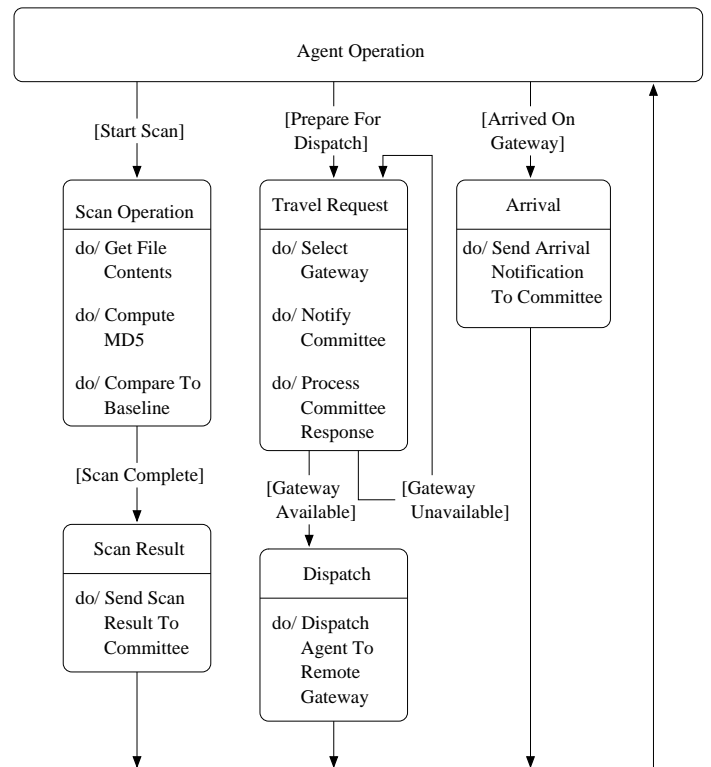 Agent Operation
[Start Scan]
[Prepare For
Dispatch]
[Arrived On
Gateway]
Scan Operation
do/ Get File
Contents
do/ Compute
MD5
do/ Compare To
Baseline
Travel Request
do/ Select
Gateway
do/ Notify
Committee
do/ Process
Committee
Response
Arrival
do/ Send Arrival
Notification
To Committee
[Scan Complete]
[Gateway
Available]
[Gateway
Unavailable]
Scan Result
do/ Send Scan
Result To
Committee
Dispatch
do/ Dispatch
Agent To
Remote
Gateway